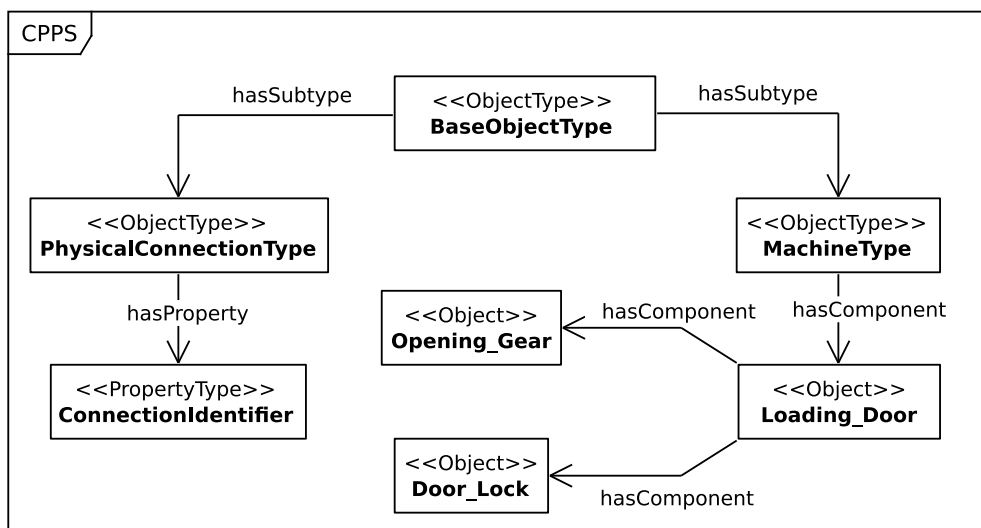 CPPS
hasSubtype
<<ObjectType>>
BaseObjectType
hasSubtype
<<ObjectType>>
PhysicalConnectionType
<<ObjectType>>
MachineType
hasProperty
<<Object>>
Opening_Gear
hasComponent
hasComponent
<<PropertyType>>
ConnectionIdentifier
<<Object>>
Loading_Door
<<Object>>
Door_Lock
hasComponent